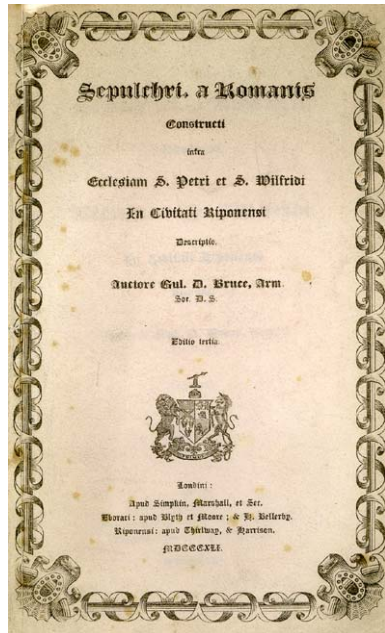 Sepulchri, a Romanis
Constructi
infra
Ecclesiam S. Petri et S. Wilfridi
In Civitati Riponensi
Descriptio.
Auctore Gul. D. Bruce, Arm.
Soc. D. S.
Editio tertia.
Londini:
Apud Simpkin, Marshall, et Soc.
Eboraci: apud Blyth et Moore; & H. Bellerby.
Riponensi: apud Thirlway, & Harrison.
MDCCCXLI.